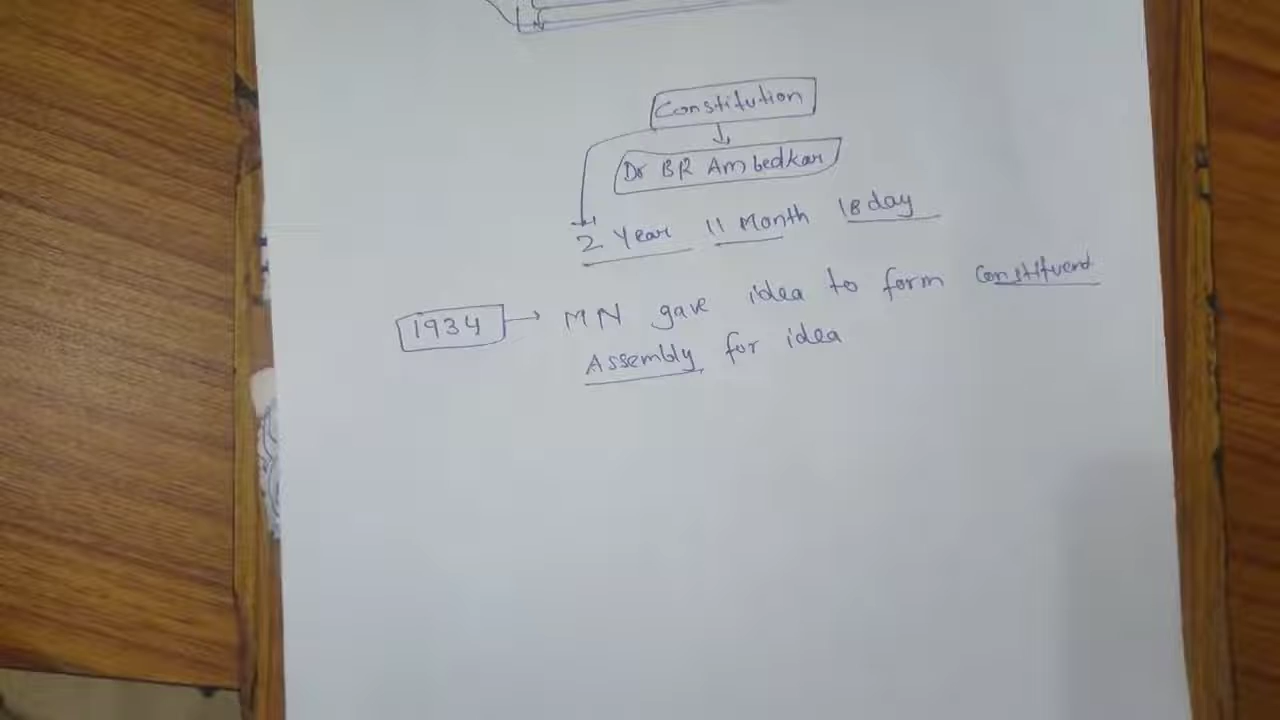 Constitution
Dr BR Ambedkar
2 Year 11 Month 18 day
1934 → MN gave idea to form Constituent
Assembly for idea